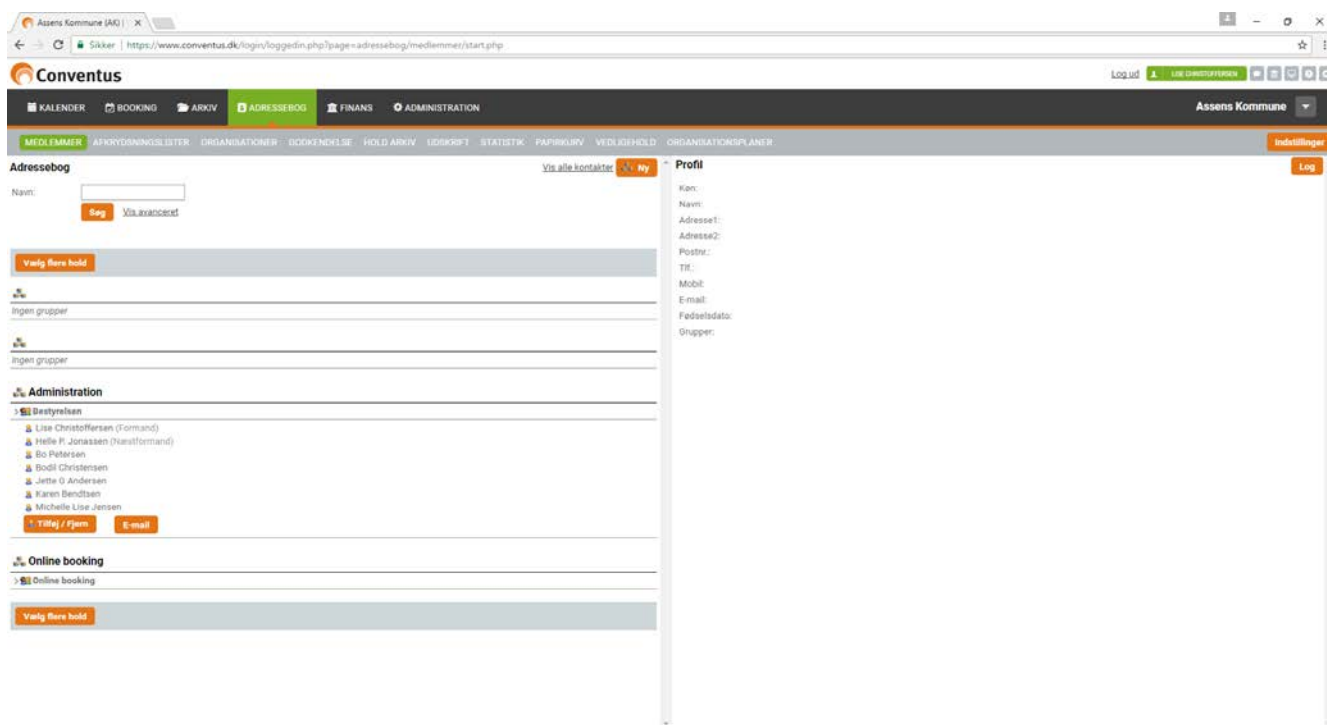 Assens Kommune (AK) |
Sikker | https://www.conventus.dk/login/loggedin.php?page=adressebog/medlemmer/start.php
Conventus
Log ud LISE CHRISTOFFERSEN
KALENDER BOOKING ARKIV ADRESSEBOG FINANS ADMINISTRATION Assens Kommune
MEDLEMMER AFKRYDSNINGSLISTER ORGANISATIONER GODKENDELSE HOLD ARKIV UDSKRIFT STATISTIK PAPIRKURV VEDLIGEHOLD ORGANISATIONSPLANER Indstillinger
Adressebog Vis alle kontakter Ny
Navn:
Søg Vis avanceret
Vælg flere hold
Ingen grupper
Ingen grupper
Administration
Bestyrelsen
Lise Christoffersen (Formand)
Helle P. Jonassen (Næstformand)
Bo Petersen
Bodil Christensen
Jette G Andersen
Karen Bendtsen
Michelle Lise Jensen
Tilføj / Fjern E-mail
Online booking
Online booking
Vælg flere hold
Profil Log
Køn:
Navn:
Adresse1:
Adresse2:
Postnr.:
Tlf.:
Mobil:
E-mail:
Fødselsdato:
Grupper: